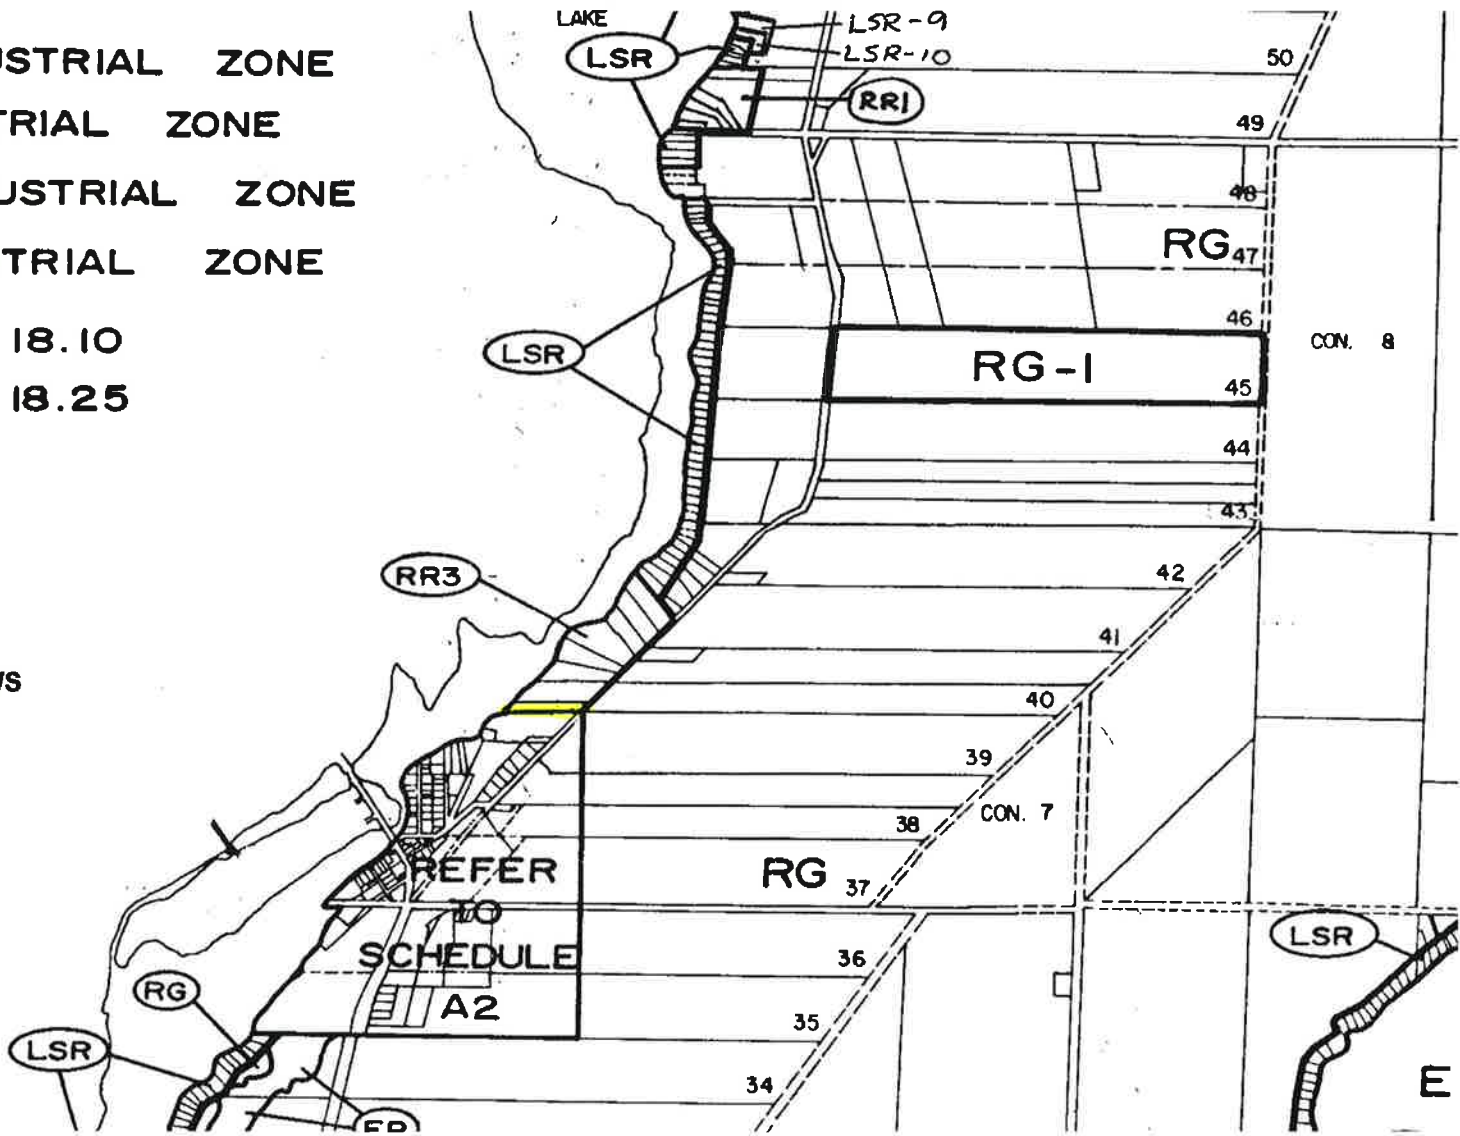 LAKE
LSR-9
LSR
LSR-10
50
USTRIAL ZONE
RR1
TRIAL ZONE
49
USTRIAL ZONE
48
RG
47
TRIAL ZONE
46
18.10
CON. 8
LSR
RG-1
45
18.25
44
43
RR3
42
41
40
39
CON. 7
38
REFER
RG
37
TO
LSR
SCHEDULE
36
RG
A2
35
LSR
34
E